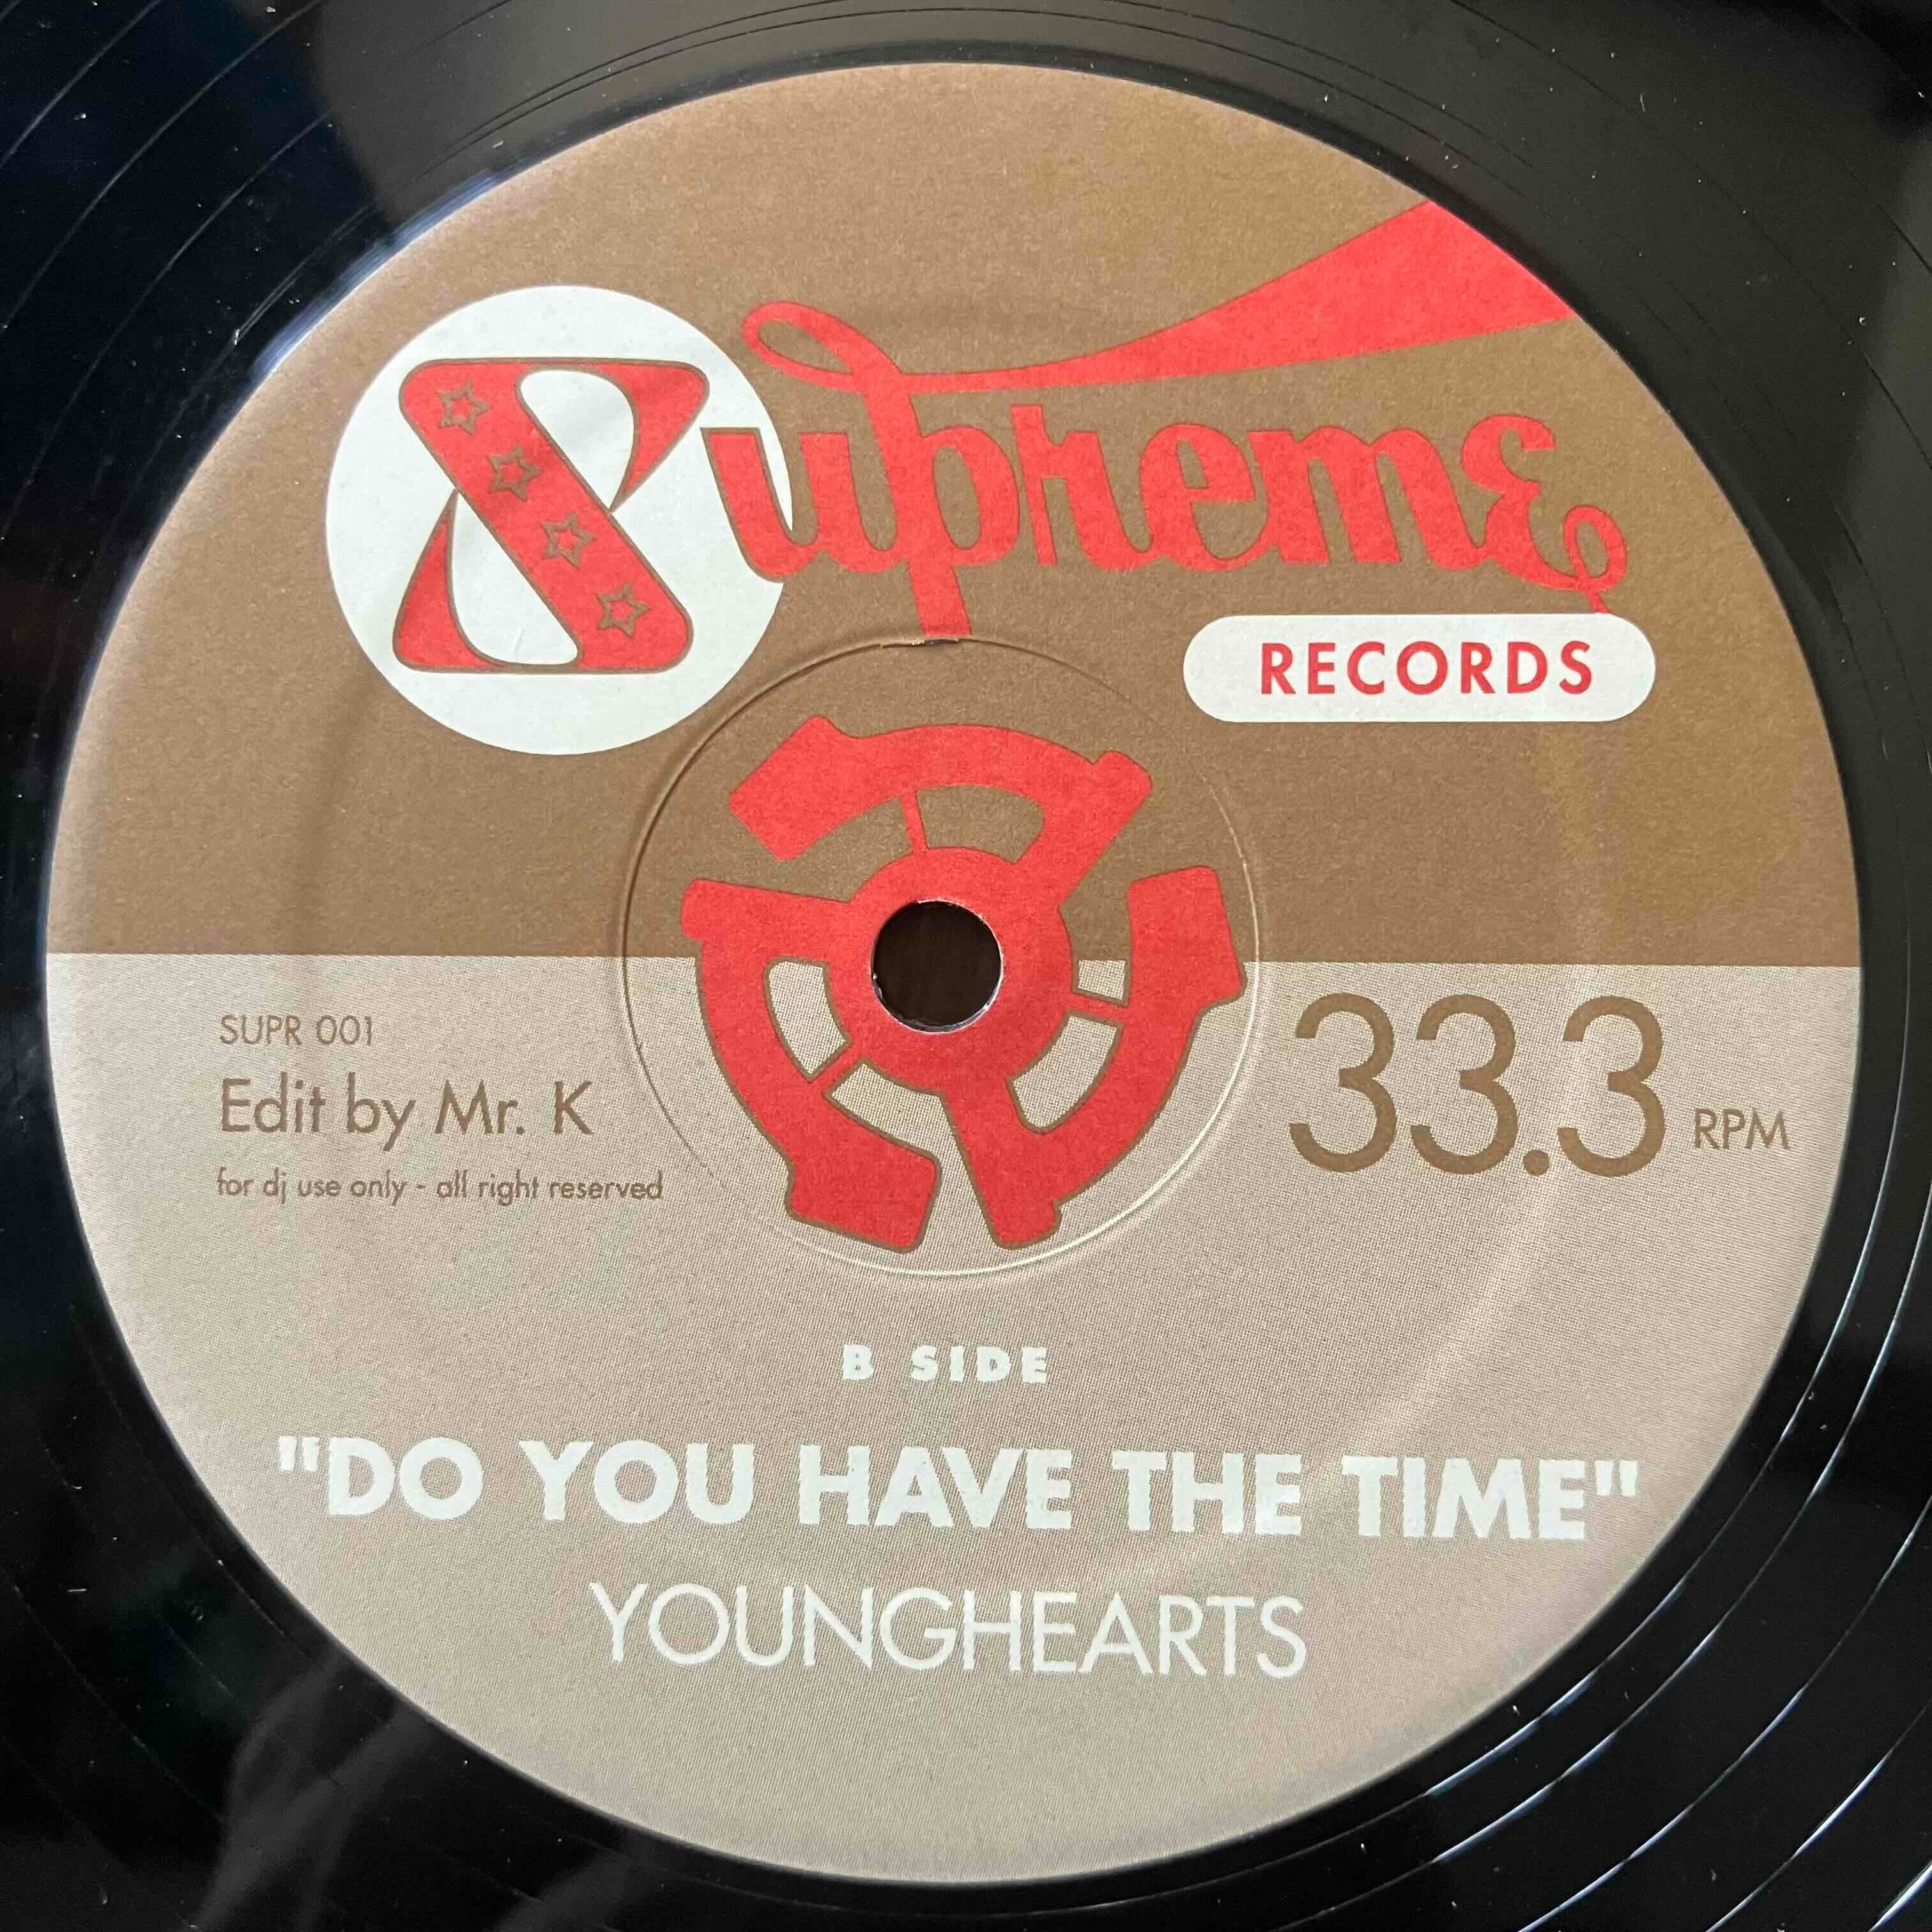 Supreme
RECORDS
SUPR 001
Edit by Mr. K
for dj use only - all right reserved
33.3 RPM
B SIDE
"DO YOU HAVE THE TIME"
YOUNGHEARTS